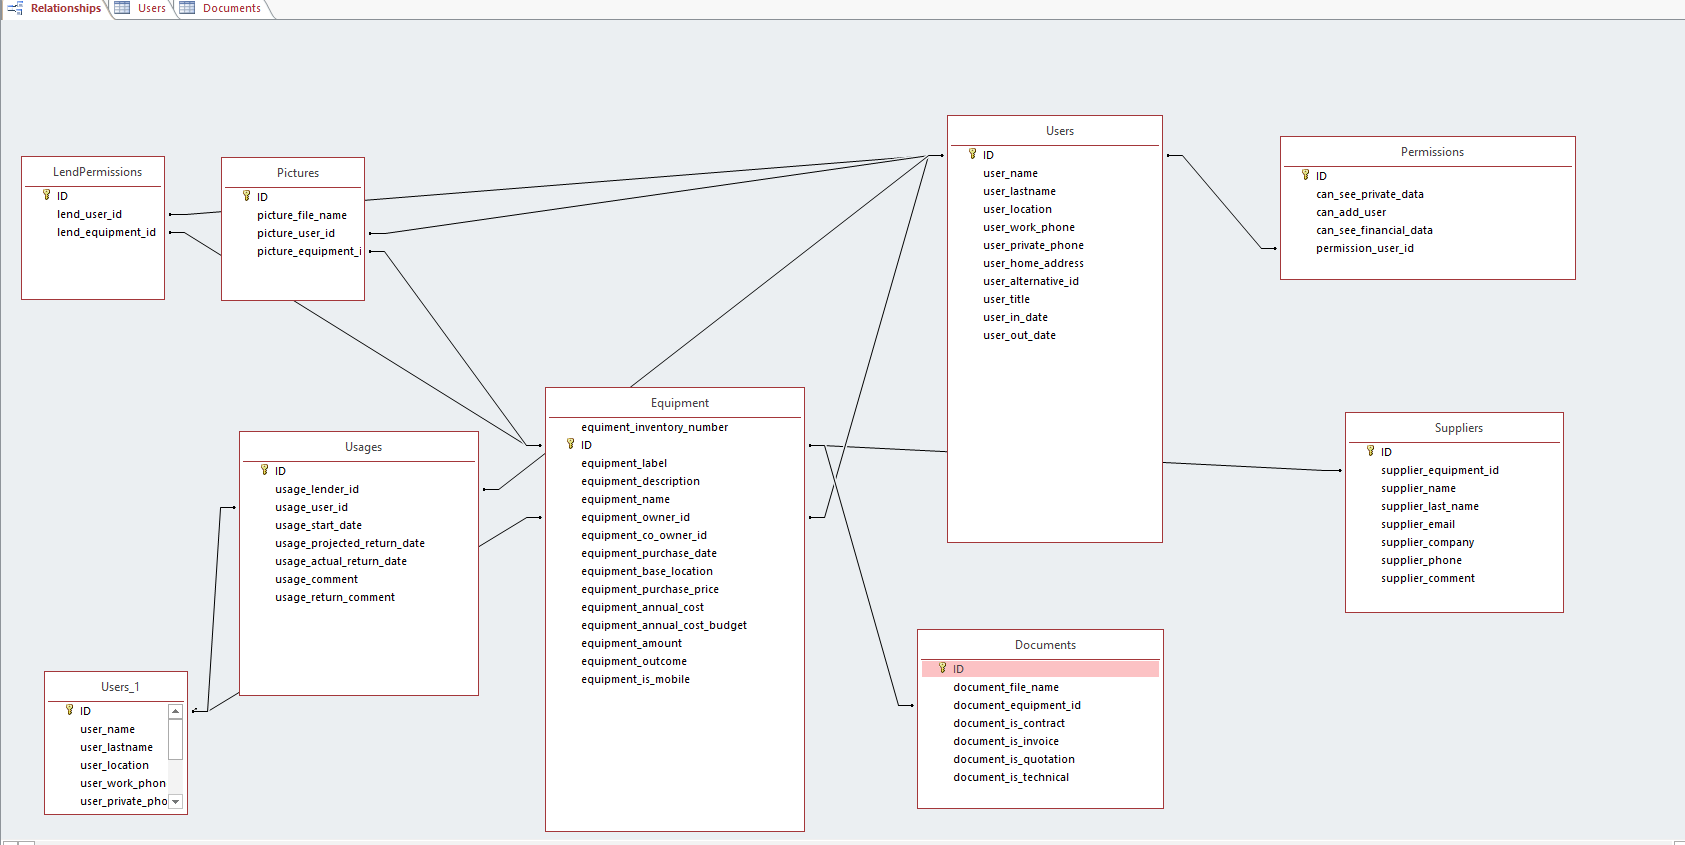 Relationships
Users
Documents
LendPermissions
ID
lend_user_id
lend_equipment_id
Pictures
ID
picture_file_name
picture_user_id
picture_equipment_i
Users
ID
user_name
user_lastname
user_location
user_work_phone
user_private_phone
user_home_address
user_alternative_id
user_title
user_in_date
user_out_date
Permissions
ID
can_see_private_data
can_add_user
can_see_financial_data
permission_user_id
Usages
ID
usage_lender_id
usage_user_id
usage_start_date
usage_projected_return_date
usage_actual_return_date
usage_comment
usage_return_comment
Equipment
equiment_inventory_number
ID
equipment_label
equipment_description
equipment_name
equipment_owner_id
equipment_co_owner_id
equipment_purchase_date
equipment_base_location
equipment_purchase_price
equipment_annual_cost
equipment_annual_cost_budget
equipment_amount
equipment_outcome
equipment_is_mobile
Suppliers
ID
supplier_equipment_id
supplier_name
supplier_last_name
supplier_email
supplier_company
supplier_phone
supplier_comment
Users_1
ID
user_name
user_lastname
user_location
user_work_phon
user_private_pho
Documents
ID
document_file_name
document_equipment_id
document_is_contract
document_is_invoice
document_is_quotation
document_is_technical